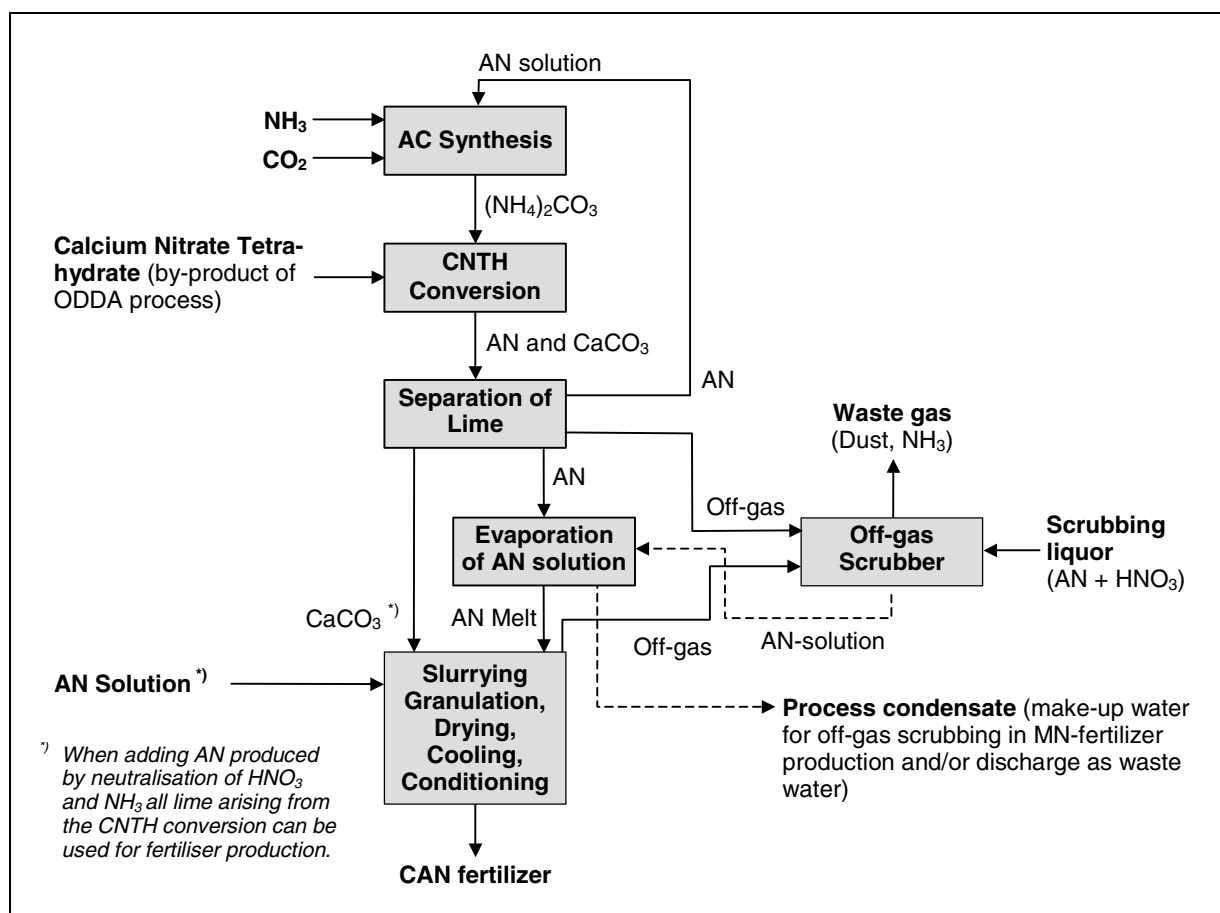 AN solution
NH₃
CO₂
AC Synthesis
(NH₄)₂CO₃
Calcium Nitrate Tetra-
hydrate (by-product of
ODDA process)
CNTH
Conversion
AN and CaCO₃
AN
Separation of
Lime
Waste gas
(Dust, NH₃)
AN
Off-gas
Evaporation
of AN solution
Off-gas
Scrubber
Scrubbing
liquor
(AN + HNO₃)
CaCO₃ *)
AN Melt
Off-gas
AN-solution
AN Solution *)
Slurrying
Granulation,
Drying,
Cooling,
Conditioning
Process condensate (make-up water
for off-gas scrubbing in MN-fertilizer
production and/or discharge as waste
water)
*) When adding AN produced
by neutralisation of HNO₃
and NH₃ all lime arising from
the CNTH conversion can be
used for fertiliser production.
CAN fertilizer